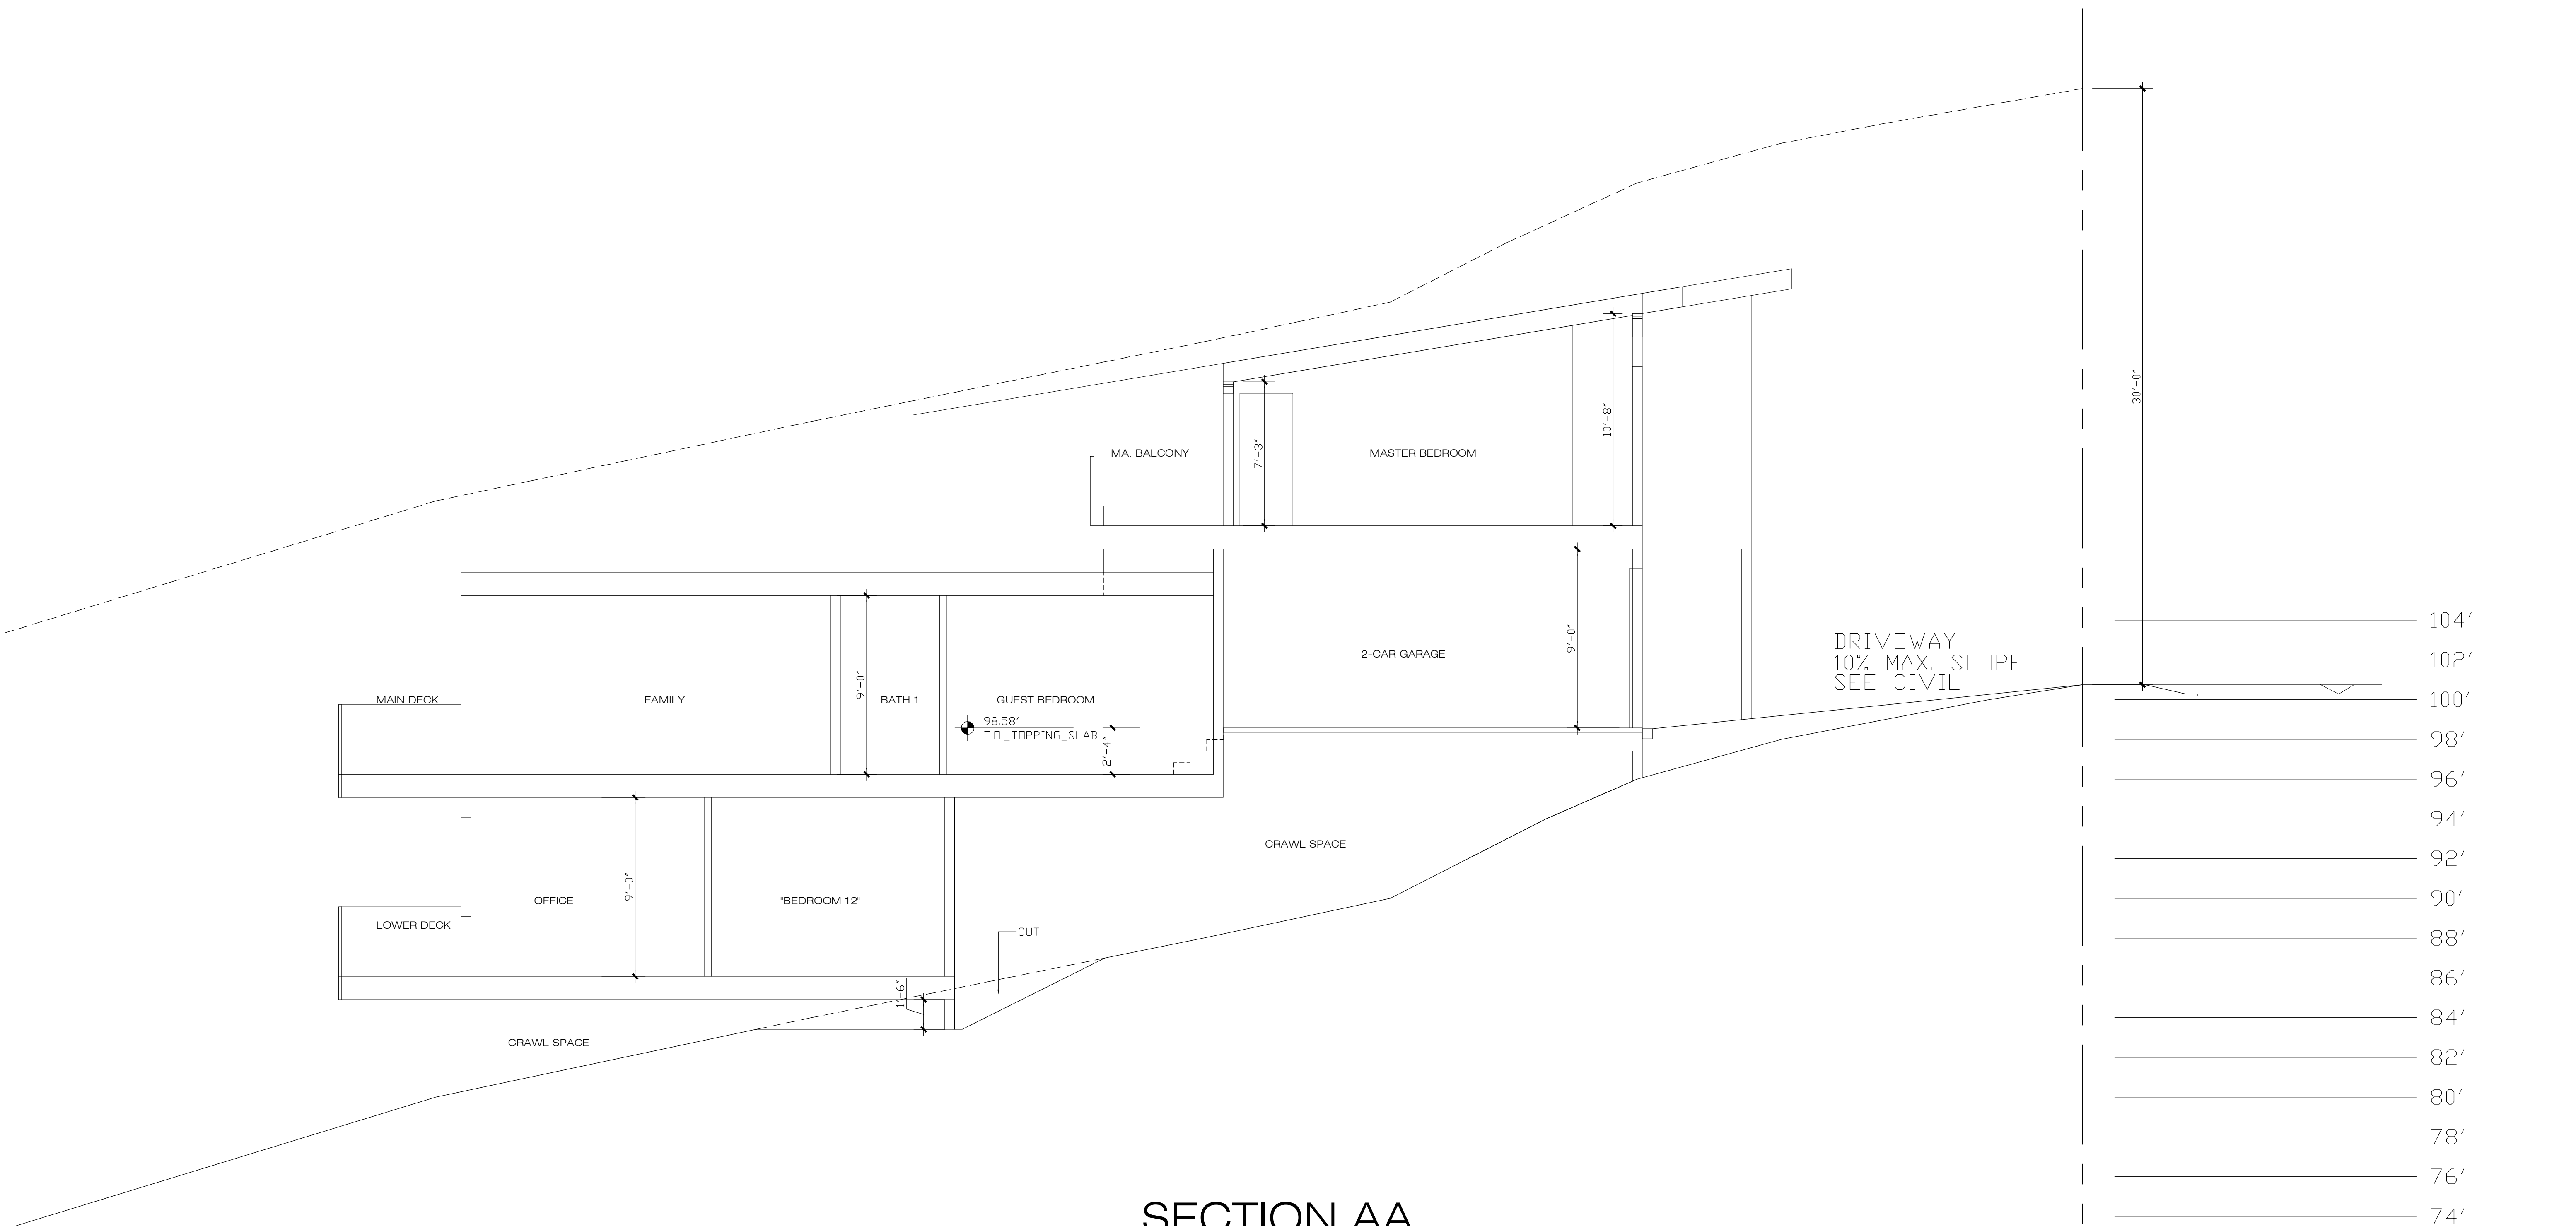 30'-0"
10'-8"
7'-3"
MA. BALCONY
MASTER BEDROOM
104'
DRIVEWAY
10% MAX. SLOPE
SEE CIVIL
102'
100'
98'
96'
94'
92'
90'
88'
86'
84'
82'
80'
78'
76'
74'
9'-0"
2-CAR GARAGE
MAIN DECK
FAMILY
9'-0"
BATH 1
GUEST BEDROOM
98.58'
T.O._TOPPING_SLAB
2'-4"
CRAWL SPACE
9'-0"
OFFICE
"BEDROOM 12"
LOWER DECK
CUT
1'-6"
CRAWL SPACE
SECTION AA